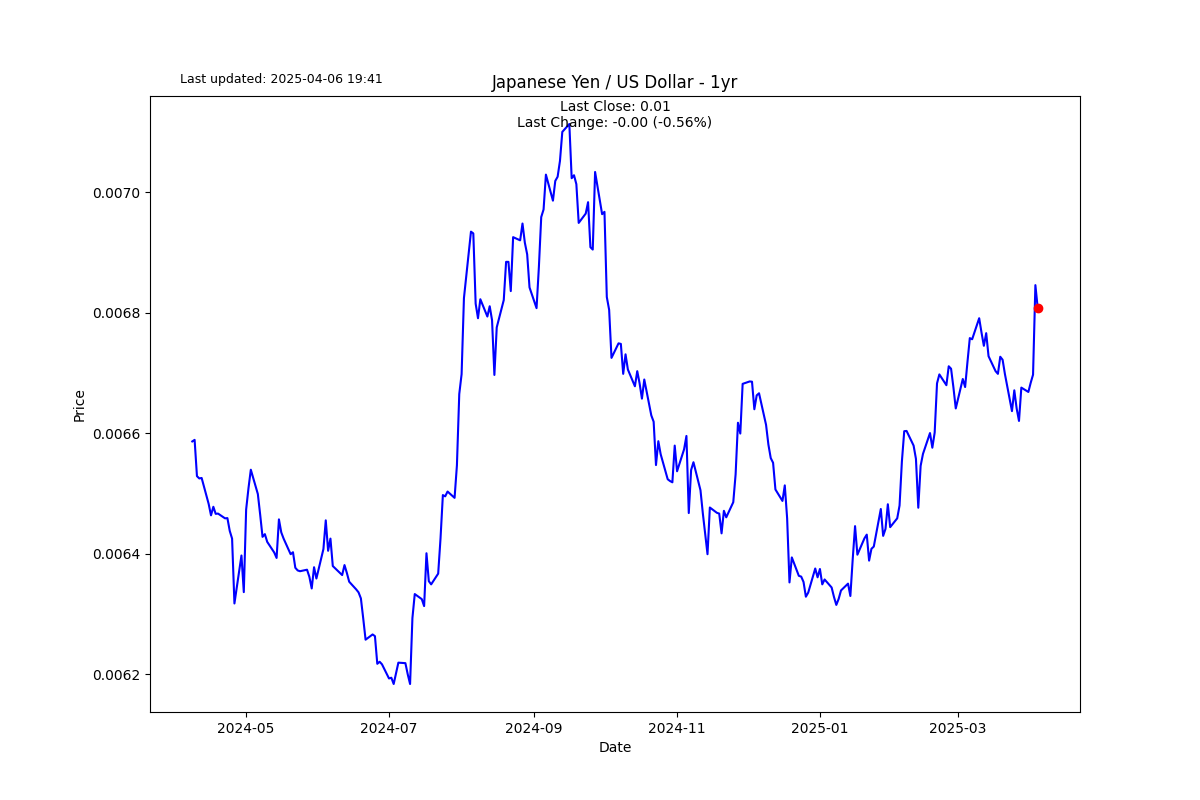 Last updated: 2025-04-06 19:41
Japanese Yen / US Dollar - 1yr
Last Close: 0.01
Last Change: -0.00 (-0.56%)
0.0070
0.0068
0.0066
0.0064
0.0062
Price
2024-05
2024-07
2024-09
2024-11
2025-01
2025-03
Date